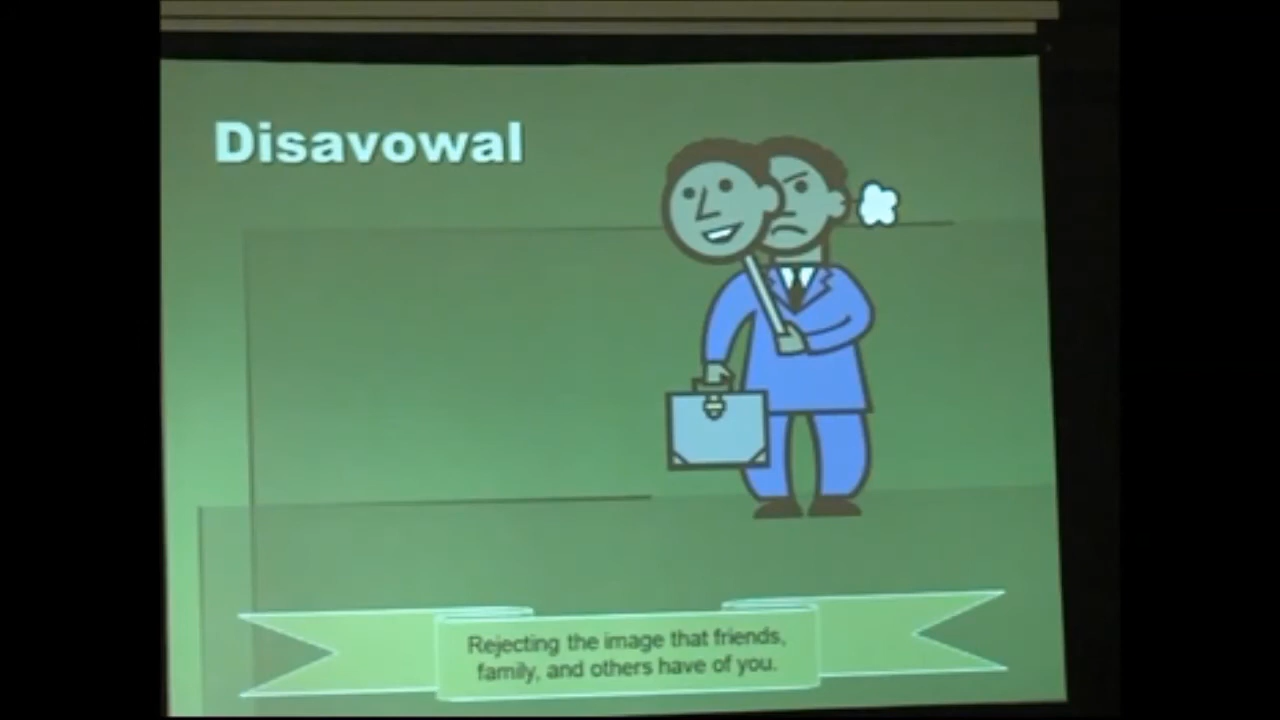 Disavowal
Rejecting the image that friends,
family, and others have of you.